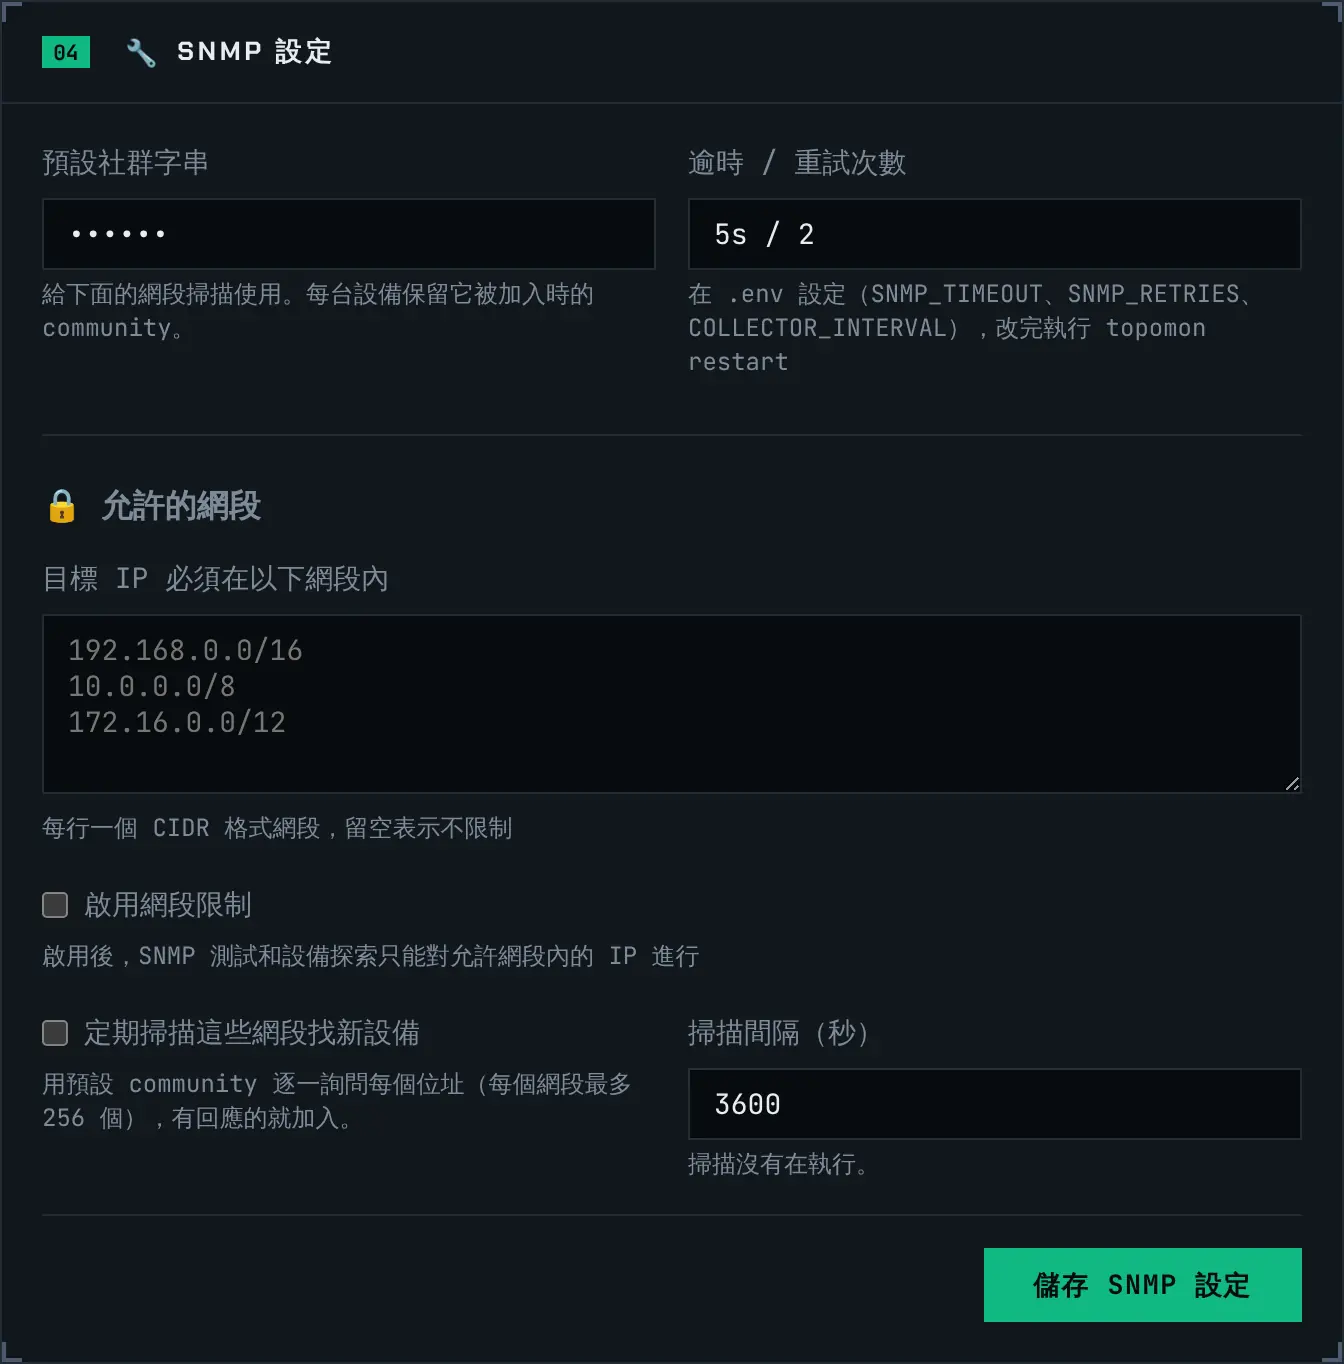 04 SNMP 設定
預設社群字串
••••••
給下面的網段掃描使用。每台設備保留它被加入時的
community。
逾時 / 重試次數
5s / 2
在 .env 設定（SNMP_TIMEOUT、SNMP_RETRIES、
COLLECTOR_INTERVAL），改完執行 topomon
restart
允許的網段
目標 IP 必須在以下網段內
192.168.0.0/16
10.0.0.0/8
172.16.0.0/12
每行一個 CIDR 格式網段，留空表示不限制
啟用網段限制
啟用後，SNMP 測試和設備探索只能對允許網段內的 IP 進行
定期掃描這些網段找新設備
用預設 community 逐一詢問每個位址（每個網段最多
256 個），有回應的就加入。
掃描間隔（秒）
3600
掃描沒有在執行。
儲存 SNMP 設定